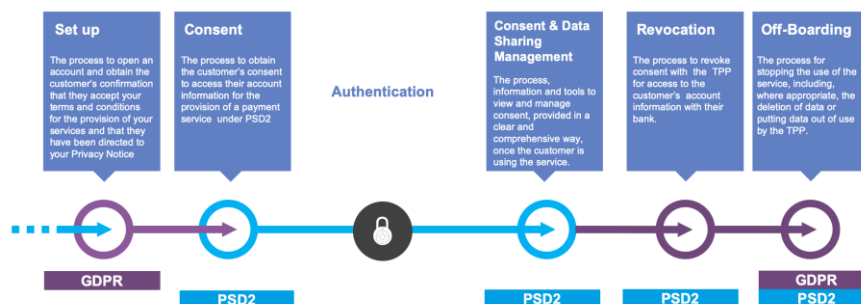 Set up
The process to open an
account and obtain the
customer's confirmation
that they accept your
terms and conditions
for the provision of your
services and that they
have been directed to
your Privacy Notice
Consent
The process to obtain
the customer's consent
to access their account
information for the
provision of a payment
service under PSD2
Authentication
Consent & Data
Sharing
Management
The process,
information and tools to
view and manage
consent, provided in a
clear and
comprehensive way,
once the customer is
using the service.
Revocation
The process to revoke
consent with the TPP
for access to the
customer's account
information with their
bank.
Off-Boarding
The process for
stopping the use of the
service, including,
where appropriate, the
deletion of data or
putting data out of use
by the TPP.
GDPR
PSD2
PSD2
PSD2
GDPR
PSD2